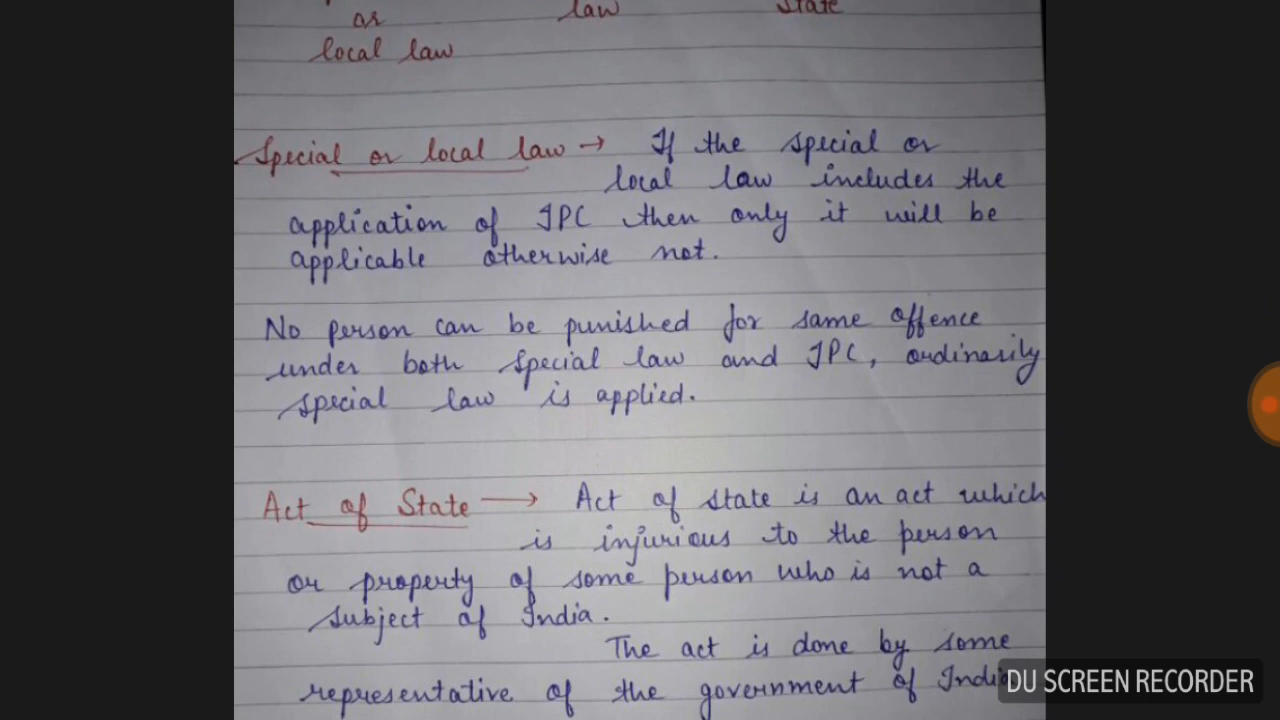 or law State
local law
Special or local law → If the special or
local law includes the
application of IPC then only it will be
applicable otherwise not.
No person can be punished for same offence
under both special law and IPC, ordinarily
special law is applied.
Act of State → Act of state is an act which
is injurious to the person
or property of some person who is not a
subject of India.
The act is done by some
representative of the government of India
DU SCREEN RECORDER